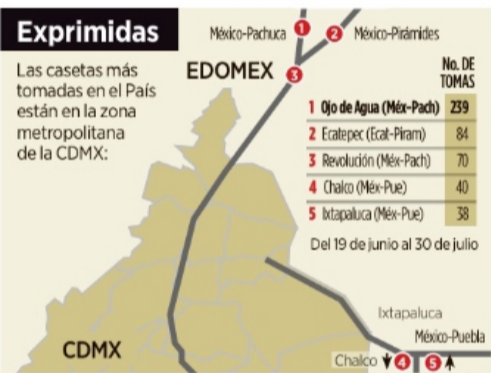 Exprimidas
Las casetas más
tomadas en el País
están en la zona
metropolitana
de la CDMX:
México-Pachuca 1
2 México-Pirámides
EDOMEX 3
No. DE
TOMAS
1 Ojo de Agua (Méx-Pach) 239
2 Ecatepec (Ecat-Piram) 84
3 Revolución (Méx-Pach) 70
4 Chalco (Méx-Pue) 40
5 Ixtapaluca (Méx-Pue) 38
Del 19 de junio al 30 de julio
Ixtapaluca
México-Puebla
Chalco 4 5
CDMX